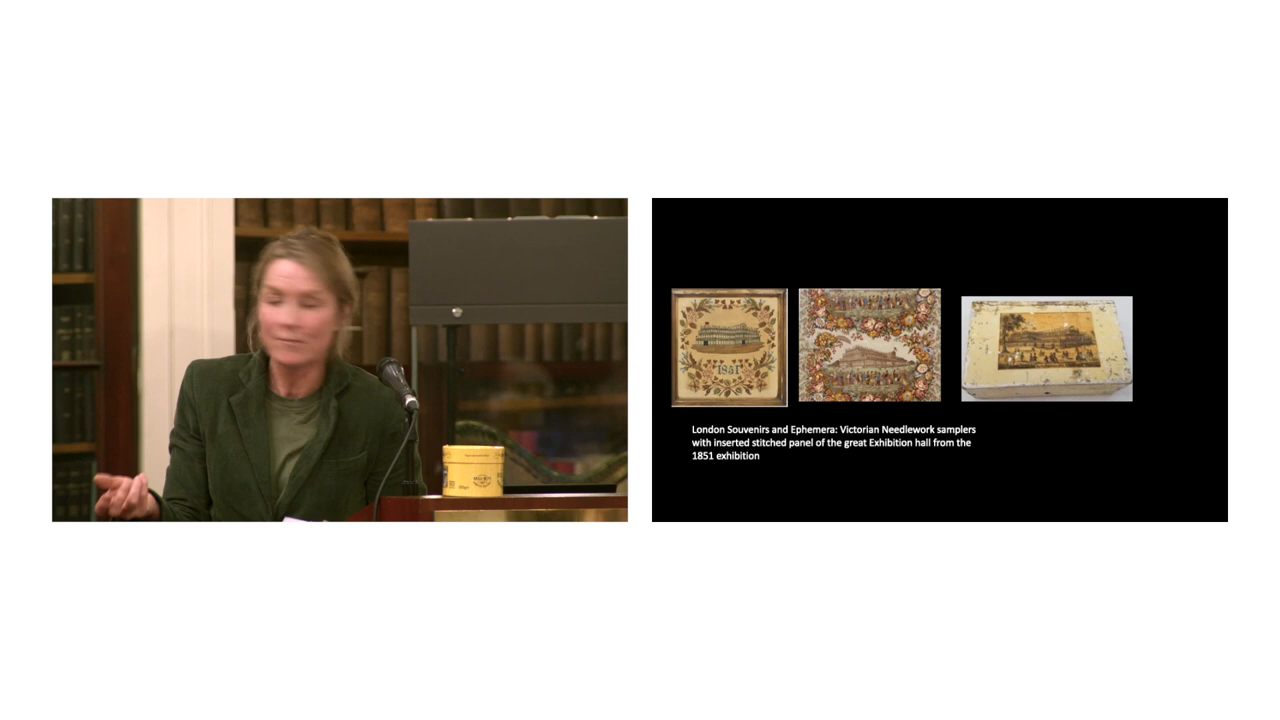 1851
London Souvenirs and Ephemera: Victorian Needlework samplers
with inserted stitched panel of the great Exhibition hall from the
1851 exhibition